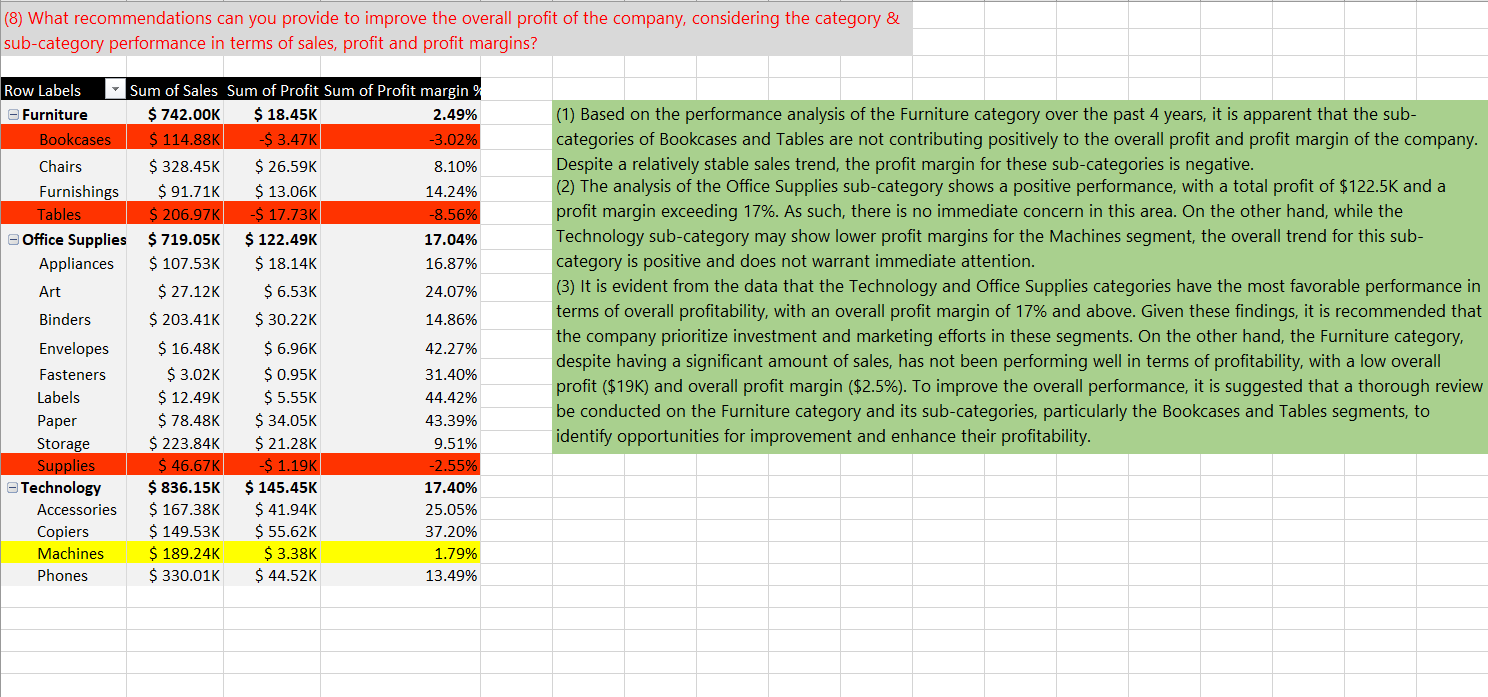 (8) What recommendations can you provide to improve the overall profit of the company, considering the category &
sub-category performance in terms of sales, profit and profit margins?
Row Labels Sum of Sales Sum of Profit Sum of Profit margin %
Furniture $ 742.00K $ 18.45K 2.49%
Bookcases $ 114.88K -$ 3.47K -3.02%
Chairs $ 328.45K $ 26.59K 8.10%
Furnishings $ 91.71K $ 13.06K 14.24%
Tables $ 206.97K -$ 17.73K -8.56%
Office Supplies $ 719.05K $ 122.49K 17.04%
Appliances $ 107.53K $ 18.14K 16.87%
Art $ 27.12K $ 6.53K 24.07%
Binders $ 203.41K $ 30.22K 14.86%
Envelopes $ 16.48K $ 6.96K 42.27%
Fasteners $ 3.02K $ 0.95K 31.40%
Labels $ 12.49K $ 5.55K 44.42%
Paper $ 78.48K $ 34.05K 43.39%
Storage $ 223.84K $ 21.28K 9.51%
Supplies $ 46.67K -$ 1.19K -2.55%
Technology $ 836.15K $ 145.45K 17.40%
Accessories $ 167.38K $ 41.94K 25.05%
Copiers $ 149.53K $ 55.62K 37.20%
Machines $ 189.24K $ 3.38K 1.79%
Phones $ 330.01K $ 44.52K 13.49%
(1) Based on the performance analysis of the Furniture category over the past 4 years, it is apparent that the sub-
categories of Bookcases and Tables are not contributing positively to the overall profit and profit margin of the company.
Despite a relatively stable sales trend, the profit margin for these sub-categories is negative.
(2) The analysis of the Office Supplies sub-category shows a positive performance, with a total profit of $122.5K and a
profit margin exceeding 17%. As such, there is no immediate concern in this area. On the other hand, while the
Technology sub-category may show lower profit margins for the Machines segment, the overall trend for this sub-
category is positive and does not warrant immediate attention.
(3) It is evident from the data that the Technology and Office Supplies categories have the most favorable performance in
terms of overall profitability, with an overall profit margin of 17% and above. Given these findings, it is recommended that
the company prioritize investment and marketing efforts in these segments. On the other hand, the Furniture category,
despite having a significant amount of sales, has not been performing well in terms of profitability, with a low overall
profit ($19K) and overall profit margin ($2.5%). To improve the overall performance, it is suggested that a thorough review
be conducted on the Furniture category and its sub-categories, particularly the Bookcases and Tables segments, to
identify opportunities for improvement and enhance their profitability.